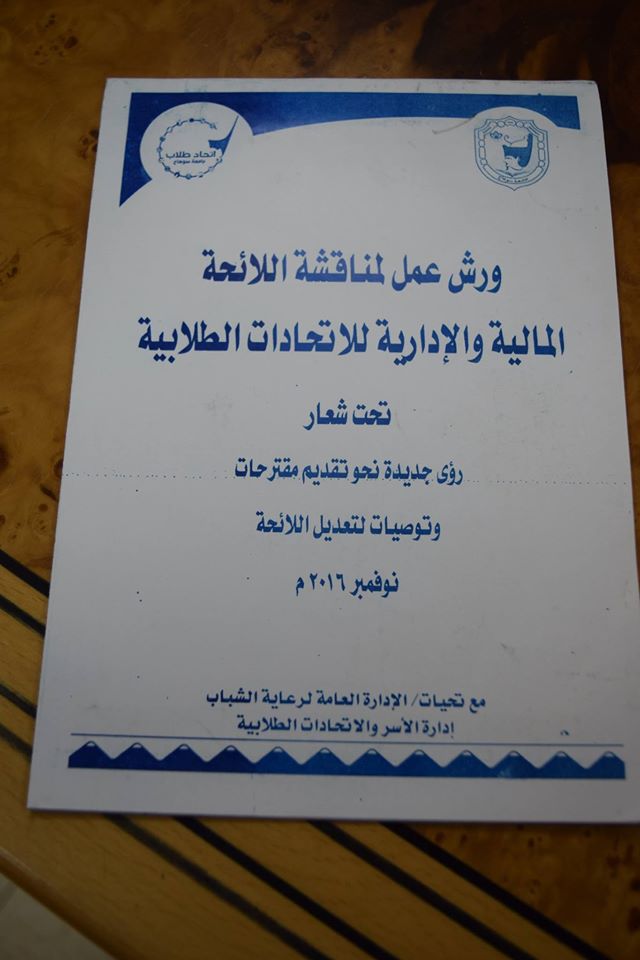 اتحاد طلاب
جامعة سوهاج
ورش عمل لمناقشة اللائحة
المالية والإدارية للاتحادات الطلابية
تحت شعار
رؤى جديدة نحو تقديم مقترحات
وتوصيات لتعديل اللائحة
نوفمبر ٢٠١٦ م
مع تحيات/ الإدارة العامة لرعاية الشباب
إدارة الأسر والاتحادات الطلابية